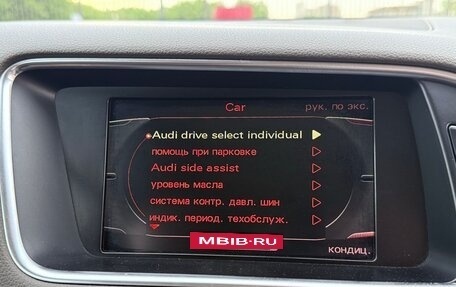 Car
рук. по экс.
Audi drive select individual
помощь при парковке
Audi side assist
уровень масла
система контр. давл. шин
индик. период. техобслуж.
MBIB.RU
кондиц.